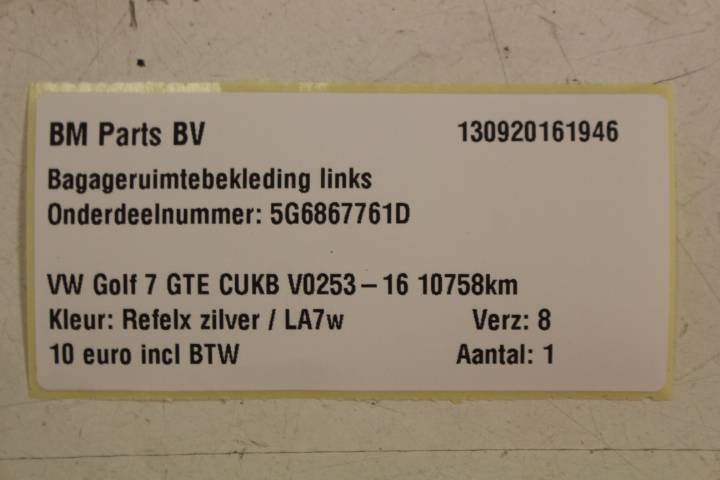 BM Parts BV 130920161946
Bagageruimtebekleding links
Onderdeelnummer: 5G6867761D
VW Golf 7 GTE CUKB V0253 – 16 10758km
Kleur: Refelx zilver / LA7w Verz: 8
10 euro incl BTW Aantal: 1